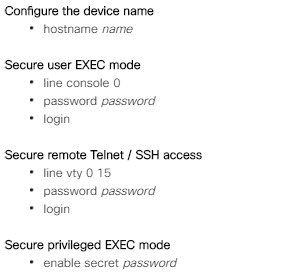 Configure the device name
▪ hostname name
Secure user EXEC mode
▪ line console 0
▪ password password
▪ login
Secure remote Telnet / SSH access
▪ line vty 0 15
▪ password password
▪ login
Secure privileged EXEC mode
▪ enable secret password